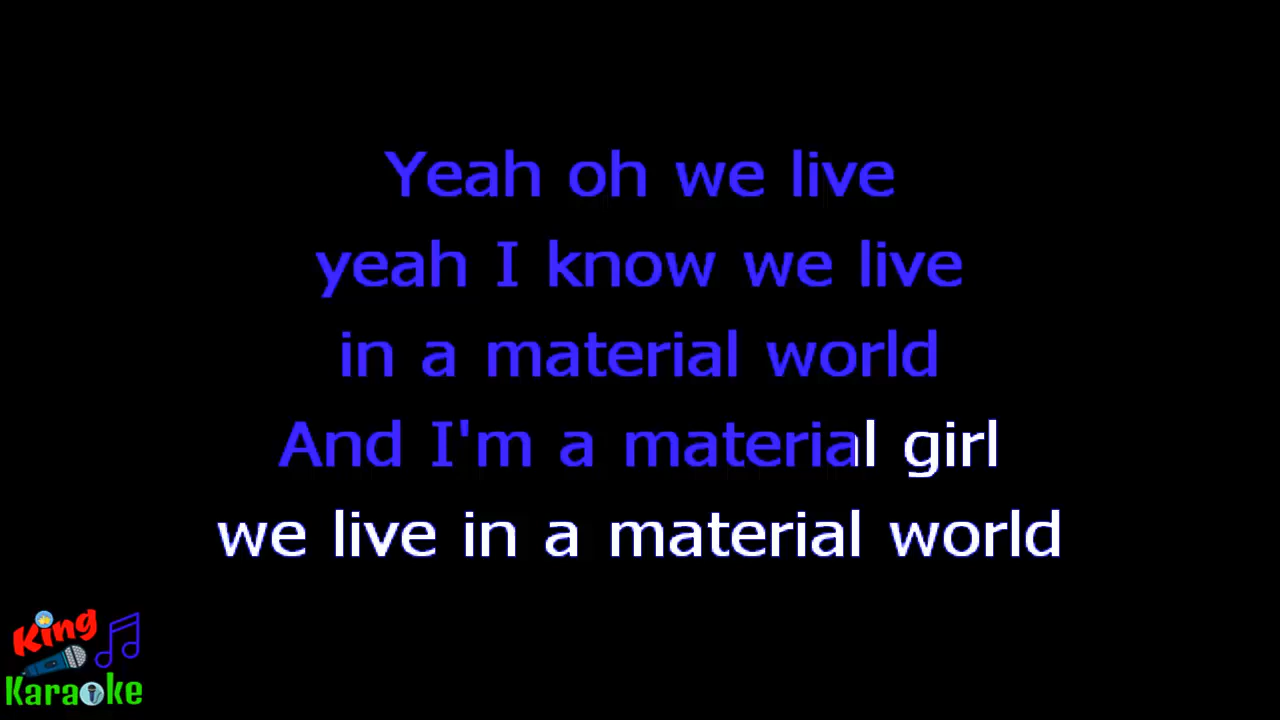 Yeah oh we live
yeah I know we live
in a material world
And I'm a material girl
we live in a material world
King
Karaoke